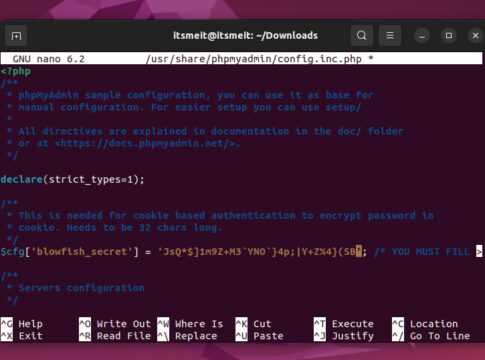 itsmeit@itsmeit: ~/Downloads
GNU nano 6.2 /usr/share/phpmyadmin/config.inc.php *
<?php
/**
 * phpMyAdmin sample configuration, you can use it as base for
 * manual configuration. For easier setup you can use setup/
 *
 * All directives are explained in documentation in the doc/ folder
 * or at <https://docs.phpmyadmin.net/>.
 */
declare(strict_types=1);
/**
 * This is needed for cookie based authentication to encrypt password in
 * cookie. Needs to be 32 chars long.
 */
$cfg['blowfish_secret'] = 'JsQ*$]1m9Z+M3`YNO`}4p;|Y+Z%4}(SB'; /* YOU MUST FILL >
/**
 * Servers configuration
 */
^G Help ^O Write Out ^W Where Is ^K Cut ^T Execute ^C Location
^X Exit ^R Read File ^\ Replace ^U Paste ^J Justify ^/ Go To Line